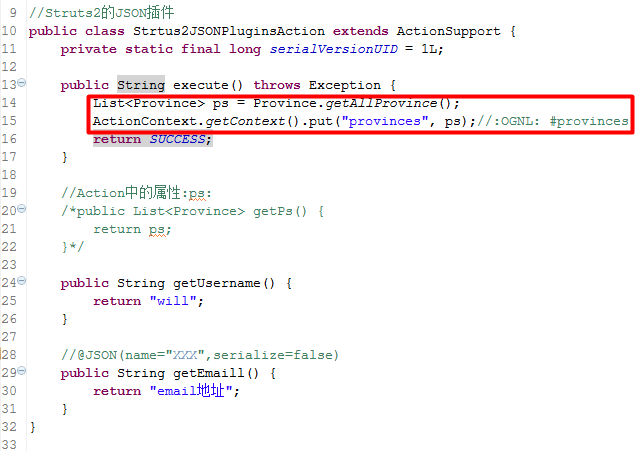 9 //Struts2的JSON插件
10 public class Strtus2JSONPluginsAction extends ActionSupport {
11     private static final long serialVersionUID = 1L;
12
13     public String execute() throws Exception {
14         List<Province> ps = Province.getAllProvince();
15         ActionContext.getContext().put("provinces", ps);//:OGNL: #provinces
16         return SUCCESS;
17     }
18
19     //Action中的属性:ps:
20     /*public List<Province> getPs() {
21         return ps;
22     }*/
23
24     public String getUsername() {
25         return "will";
26     }
27
28     //@JSON(name="XXX",serialize=false)
29     public String getEmaill() {
30         return "email地址";
31     }
32 }
33